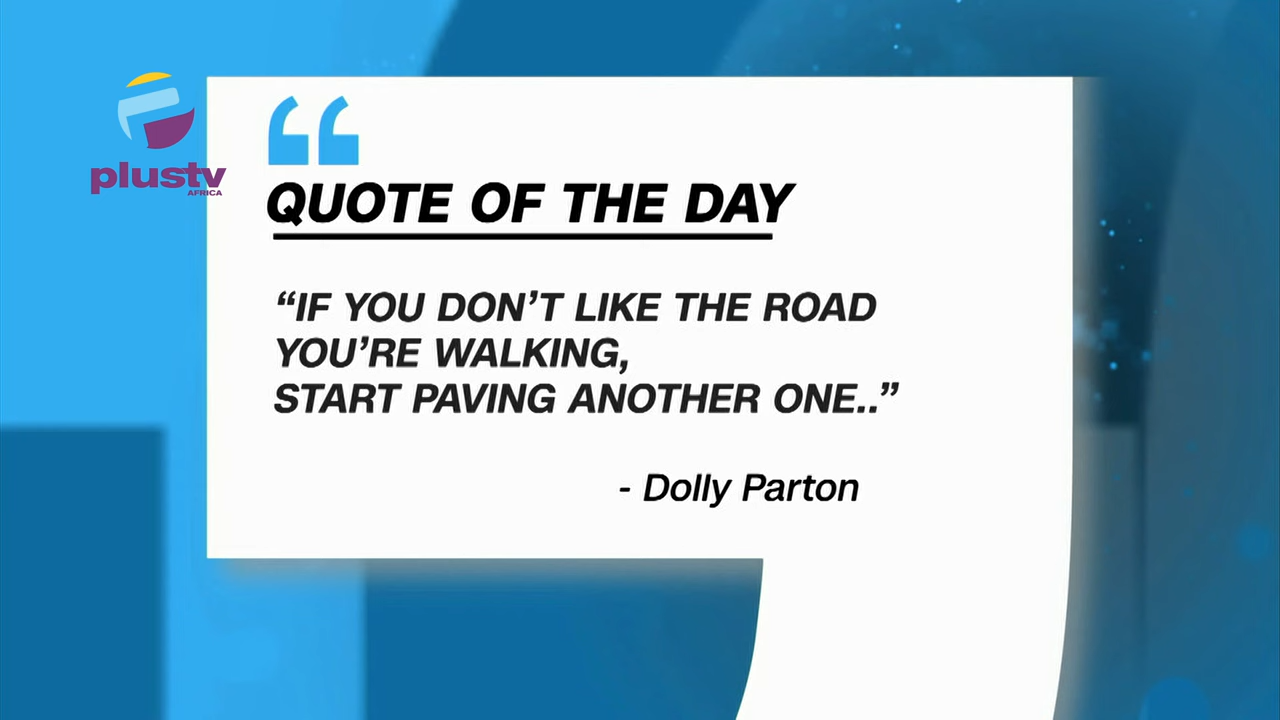 plustv
AFRICA
“
QUOTE OF THE DAY
“IF YOU DON’T LIKE THE ROAD
YOU’RE WALKING,
START PAVING ANOTHER ONE..”
- Dolly Parton